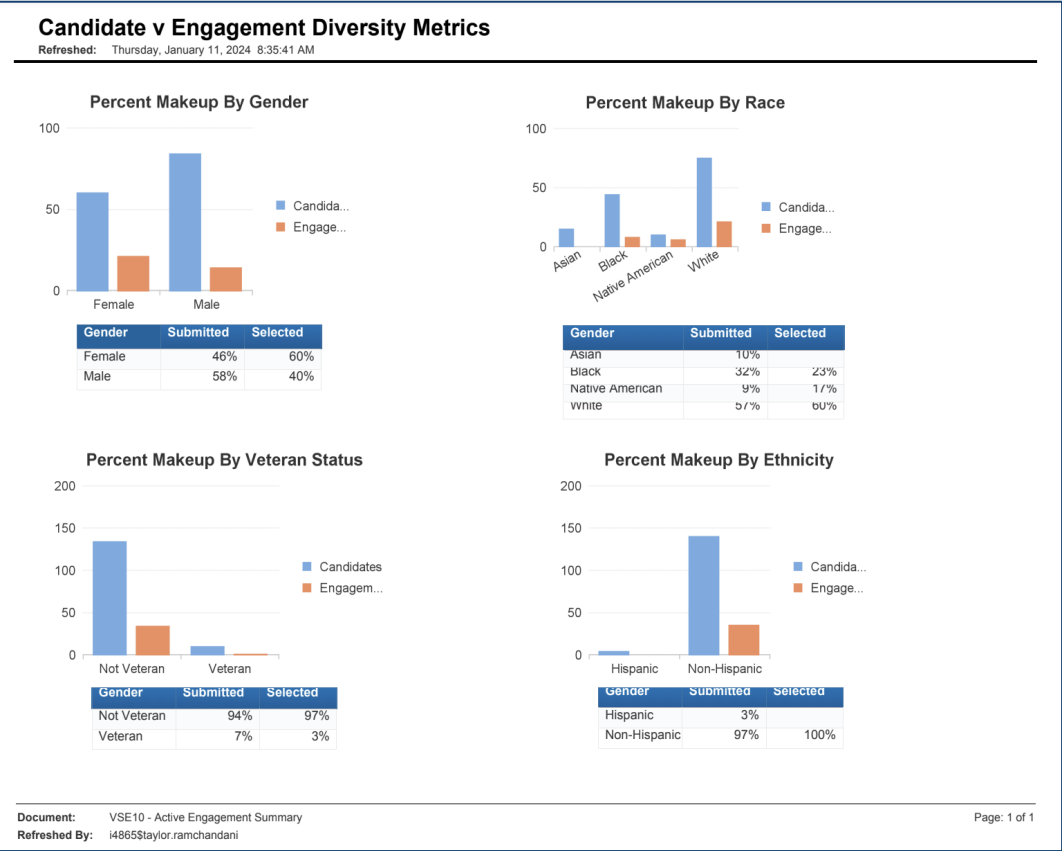 Candidate v Engagement Diversity Metrics
Refreshed: Thursday, January 11, 2024 8:35:41 AM
Percent Makeup By Gender
100
50
0
Female Male
Candida...
Engage...
Gender Submitted Selected
Female 46% 60%
Male 58% 40%
Percent Makeup By Race
100
50
0
Asian Black Native American White
Candida...
Engage...
Gender Submitted Selected
Asian 10%
Black 32% 23%
Native American 9% 17%
White 57% 60%
Percent Makeup By Veteran Status
200
150
100
50
0
Not Veteran Veteran
Candidates
Engagem...
Gender Submitted Selected
Not Veteran 94% 97%
Veteran 7% 3%
Percent Makeup By Ethnicity
200
150
100
50
0
Hispanic Non-Hispanic
Candida...
Engage...
Gender Submitted Selected
Hispanic 3%
Non-Hispanic 97% 100%
Document: VSE10 - Active Engagement Summary
Page: 1 of 1
Refreshed By: i4865$taylor.ramchandani